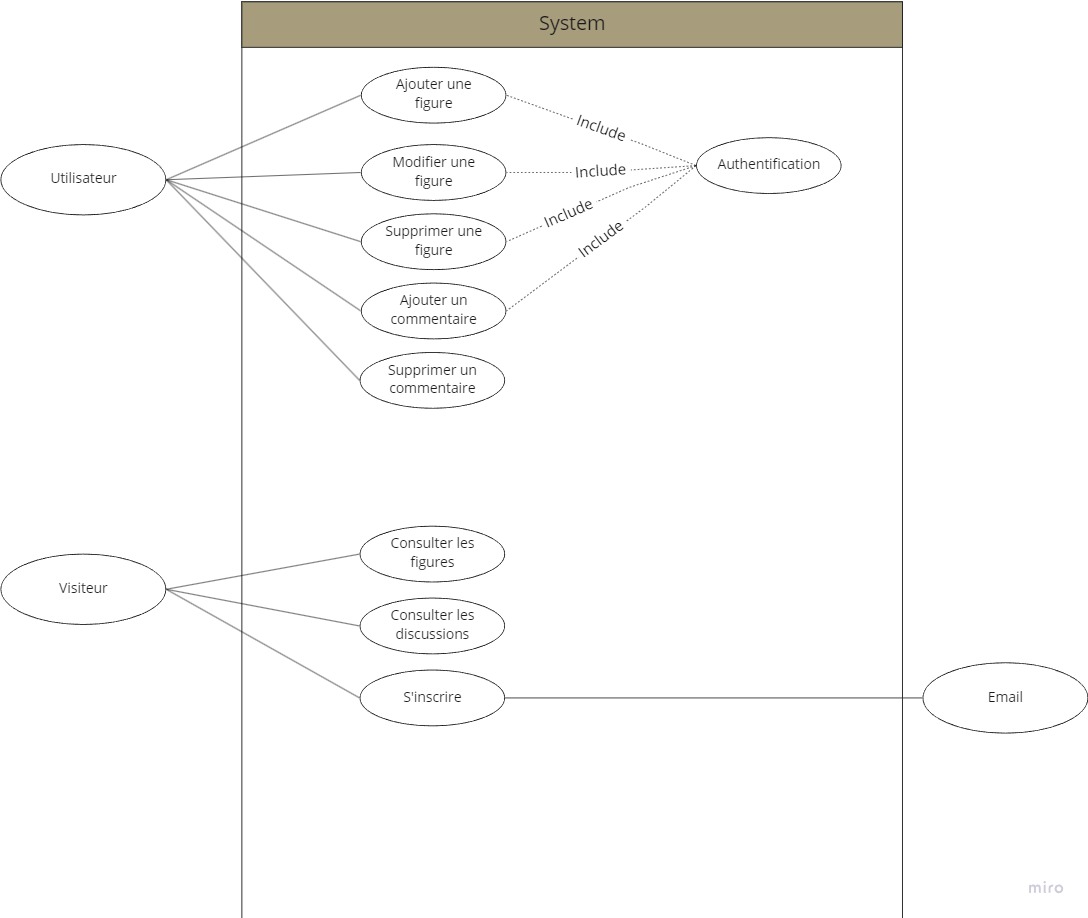 System
Ajouter une
figure
Include
Utilisateur
Modifier une
figure
Include
Authentification
Supprimer une
figure
Include
Include
Ajouter un
commentaire
Supprimer un
commentaire
Consulter les
figures
Visiteur
Consulter les
discussions
S'inscrire
Email
miro